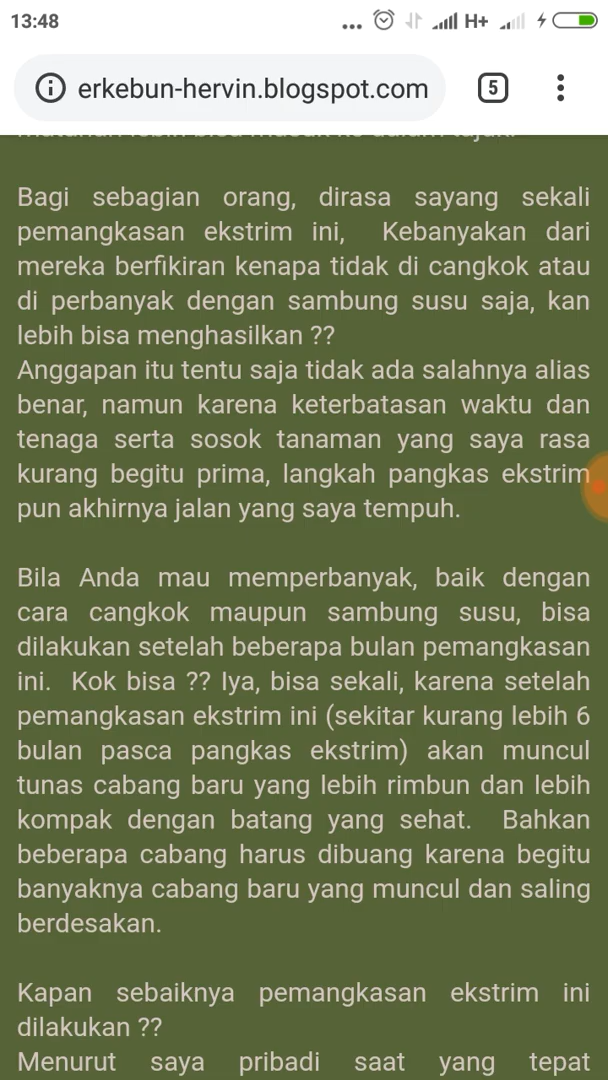 13:48
... H+
erkebun-hervin.blogspot.com
5
Bagi sebagian orang, dirasa sayang sekali
pemangkasan ekstrim ini, Kebanyakan dari
mereka berfikiran kenapa tidak di cangkok atau
di perbanyak dengan sambung susu saja, kan
lebih bisa menghasilkan ??
Anggapan itu tentu saja tidak ada salahnya alias
benar, namun karena keterbatasan waktu dan
tenaga serta sosok tanaman yang saya rasa
kurang begitu prima, langkah pangkas ekstrim
pun akhirnya jalan yang saya tempuh.
Bila Anda mau memperbanyak, baik dengan
cara cangkok maupun sambung susu, bisa
dilakukan setelah beberapa bulan pemangkasan
ini. Kok bisa ?? Iya, bisa sekali, karena setelah
pemangkasan ekstrim ini (sekitar kurang lebih 6
bulan pasca pangkas ekstrim) akan muncul
tunas cabang baru yang lebih rimbun dan lebih
kompak dengan batang yang sehat. Bahkan
beberapa cabang harus dibuang karena begitu
banyaknya cabang baru yang muncul dan saling
berdesakan.
Kapan sebaiknya pemangkasan ekstrim ini
dilakukan ??
Menurut saya pribadi saat yang tepat